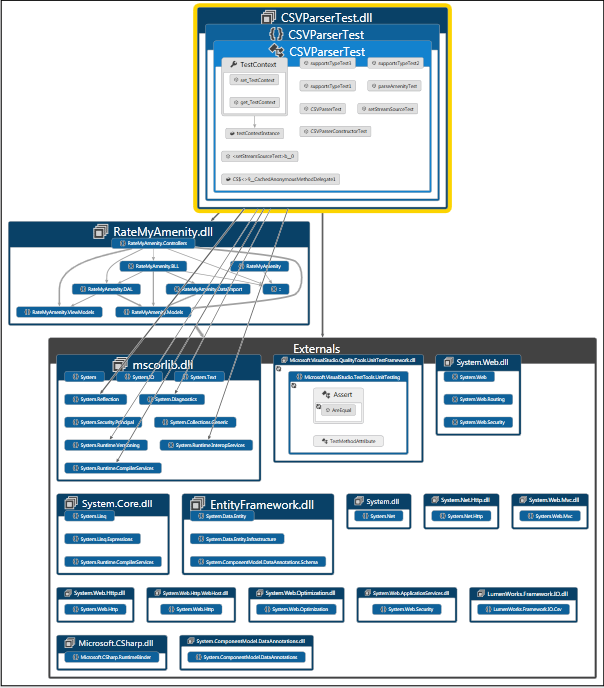 CSVParserTest.dll
CSVParserTest
CSVParserTest
TestContext
set_TestContext
get_TestContext
testContextInstance
<setStreamSourceTest>b__0
CS$<>9__CachedAnonymousMethodDelegate1
supportsTypeTest3
supportsTypeTest2
supportsTypeTest1
parseAmenityTest
CSVParserTest
setStreamSourceTest
CSVParserConstructorTest
RateMyAmenity.dll
RateMyAmenity.Controllers
RateMyAmenity.BLL
RateMyAmenity
RateMyAmenity.DAL
RateMyAmenity.DataImport
RateMyAmenity.ViewModels
RateMyAmenity.Models
Externals
mscorlib.dll
System
System.IO
System.Text
System.Reflection
System.Diagnostics
System.Security.Principal
System.Collections.Generic
System.Runtime.Versioning
System.Runtime.InteropServices
System.Runtime.CompilerServices
Microsoft.VisualStudio.QualityTools.UnitTestFramework.dll
Microsoft.VisualStudio.TestTools.UnitTesting
Assert
AreEqual
TestMethodAttribute
System.Web.dll
System.Web
System.Web.Routing
System.Web.Security
System.Core.dll
System.Linq
System.Linq.Expressions
System.Runtime.CompilerServices
EntityFramework.dll
System.Data.Entity
System.Data.Entity.Infrastructure
System.ComponentModel.DataAnnotations.Schema
System.dll
System.Net
System.Net.Http.dll
System.Net.Http
System.Web.Mvc.dll
System.Web.Mvc
System.Web.Http.dll
System.Web.Http
System.Web.Http.WebHost.dll
System.Web.Http
System.Web.Optimization.dll
System.Web.Optimization
System.Web.ApplicationServices.dll
System.Web.Security
LumenWorks.Framework.IO.dll
LumenWorks.Framework.IO.Csv
Microsoft.CSharp.dll
Microsoft.CSharp.RuntimeBinder
System.ComponentModel.DataAnnotations.dll
System.ComponentModel.DataAnnotations